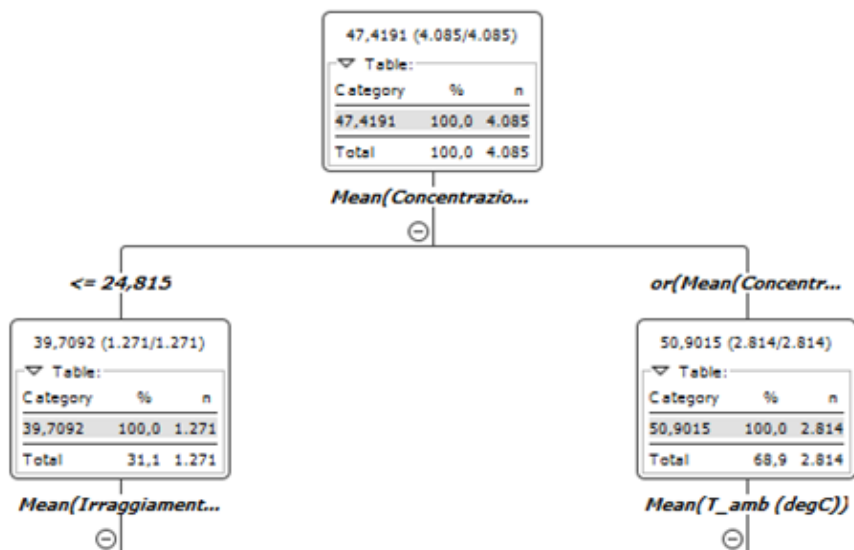 47,4191 (4.085/4.085)
Table:
Category % n
47,4191 100,0 4.085
Total 100,0 4.085
Mean(Concentrazio...
<= 24,815
or(Mean(Concentr...
39,7092 (1.271/1.271)
Table:
Category % n
39,7092 100,0 1.271
Total 31,1 1.271
Mean(Irraggiament...
50,9015 (2.814/2.814)
Table:
Category % n
50,9015 100,0 2.814
Total 68,9 2.814
Mean(T_amb (degC))